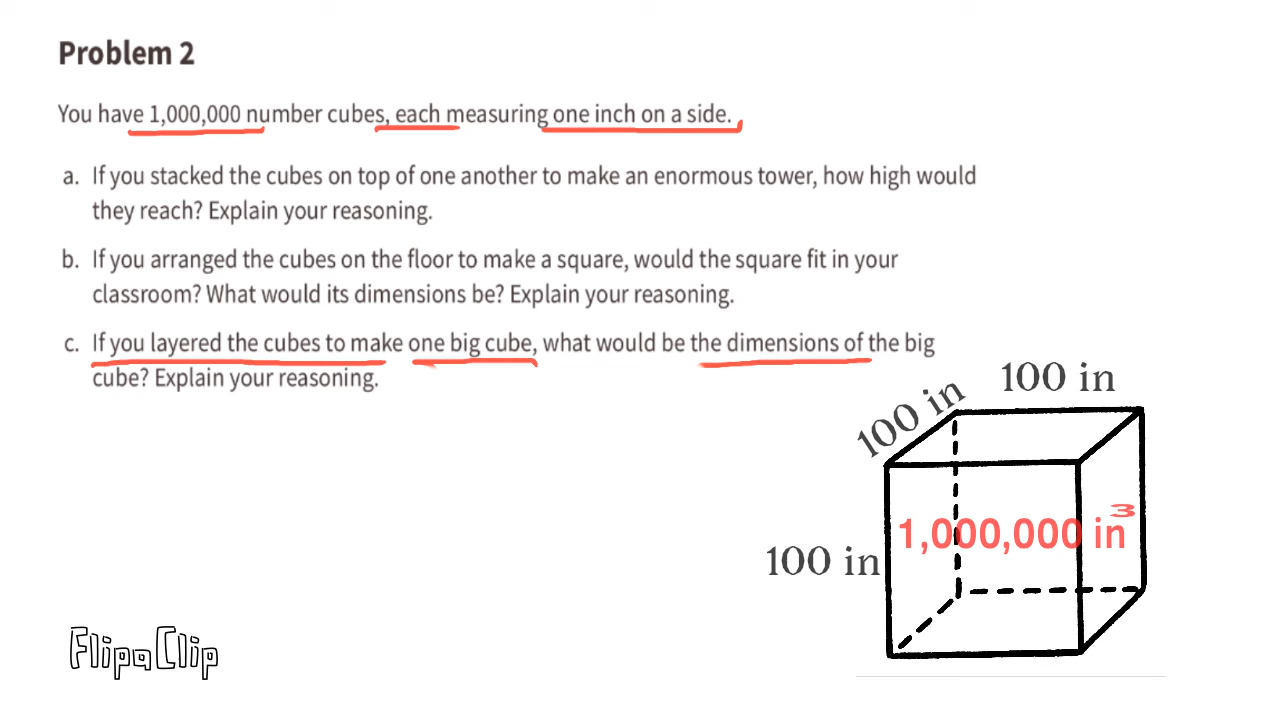 Problem 2
You have 1,000,000 number cubes, each measuring one inch on a side.
a. If you stacked the cubes on top of one another to make an enormous tower, how high would
they reach? Explain your reasoning.
b. If you arranged the cubes on the floor to make a square, would the square fit in your
classroom? What would its dimensions be? Explain your reasoning.
c. If you layered the cubes to make one big cube, what would be the dimensions of the big
cube? Explain your reasoning.
100 in
100 in
1,000,000 in³
100 in
FlipaClip